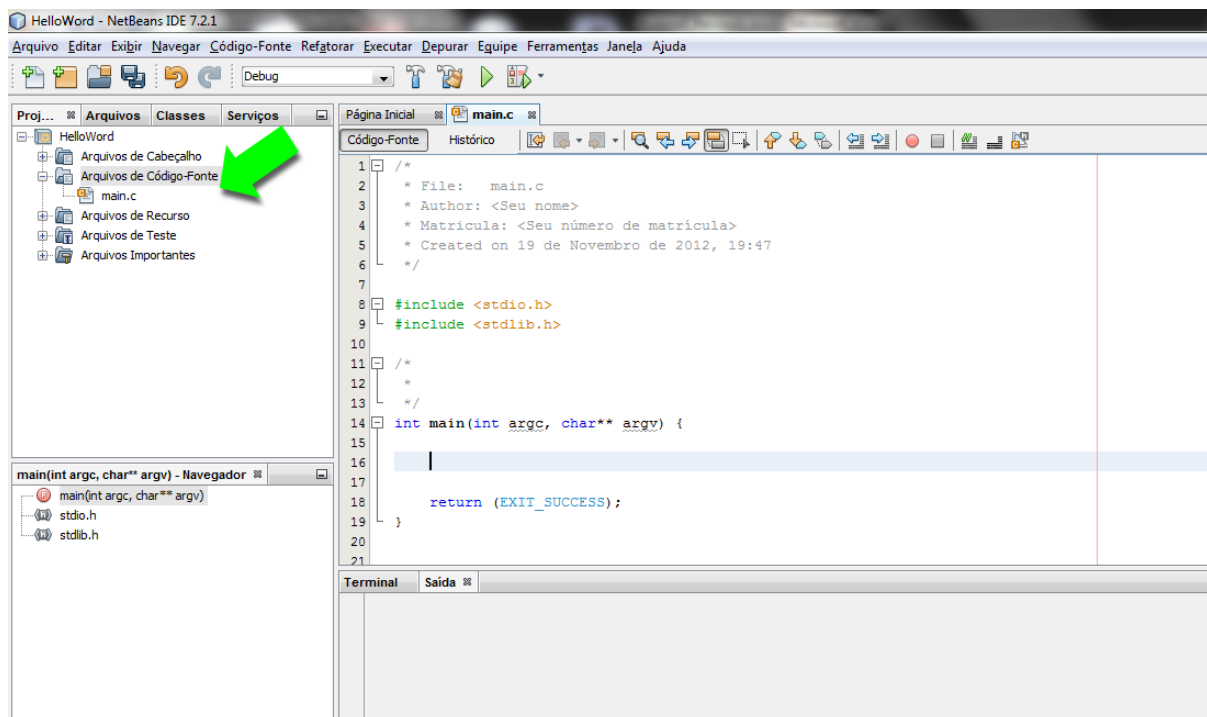 HelloWord - NetBeans IDE 7.2.1
Arquivo Editar Exibir Navegar Código-Fonte Refatorar Executar Depurar Equipe Ferramentas Janela Ajuda
Debug
Proj... Arquivos Classes Serviços
HelloWord
Arquivos de Cabeçalho
Arquivos de Código-Fonte
main.c
Arquivos de Recurso
Arquivos de Teste
Arquivos Importantes
main(int argc, char** argv) - Navegador
main(int argc, char** argv)
stdio.h
stdlib.h
Página Inicial main.c
Código-Fonte Histórico
1 /*
2 * File: main.c
3 * Author: <Seu nome>
4 * Matricula: <Seu número de matrícula>
5 * Created on 19 de Novembro de 2012, 19:47
6 */
7
8 #include <stdio.h>
9 #include <stdlib.h>
10
11 /*
12 *
13 */
14 int main(int argc, char** argv) {
15
16
17
18 return (EXIT_SUCCESS);
19 }
20
21
Terminal Saída